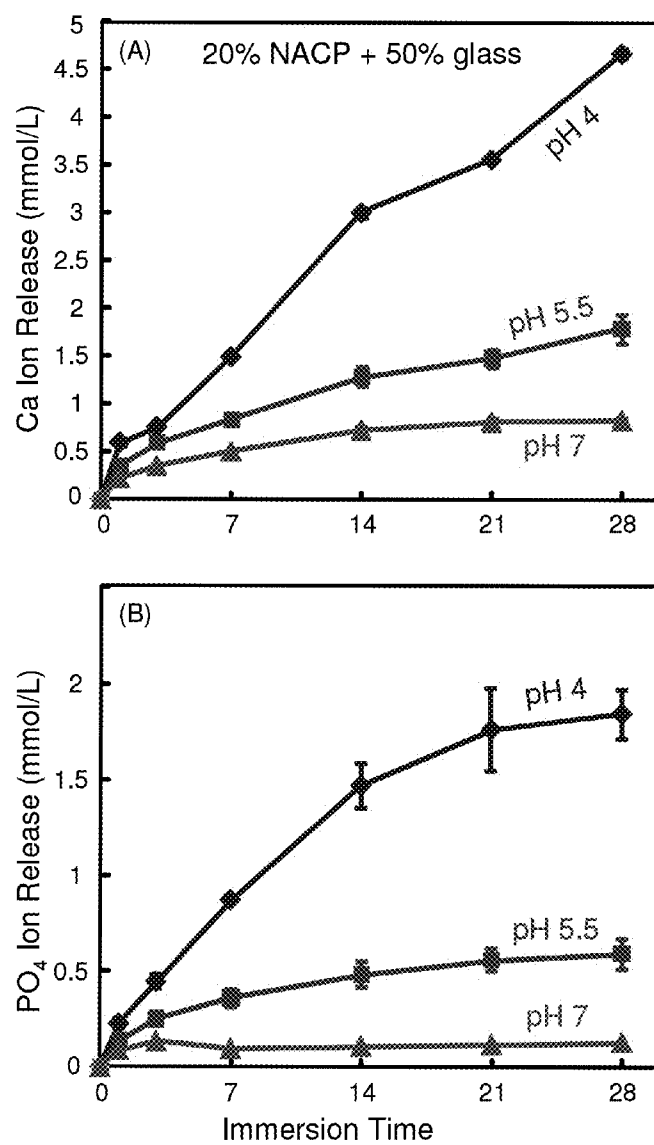 (A) 20% NACP + 50% glass
5
4.5
4
3.5
3
2.5
2
1.5
1
0.5
0
Ca Ion Release (mmol/L)
pH 4
pH 5.5
pH 7
0 7 14 21 28
(B)
2
1.5
1
0.5
0
PO4 Ion Release (mmol/L)
pH 4
pH 5.5
pH 7
0 7 14 21 28
Immersion Time